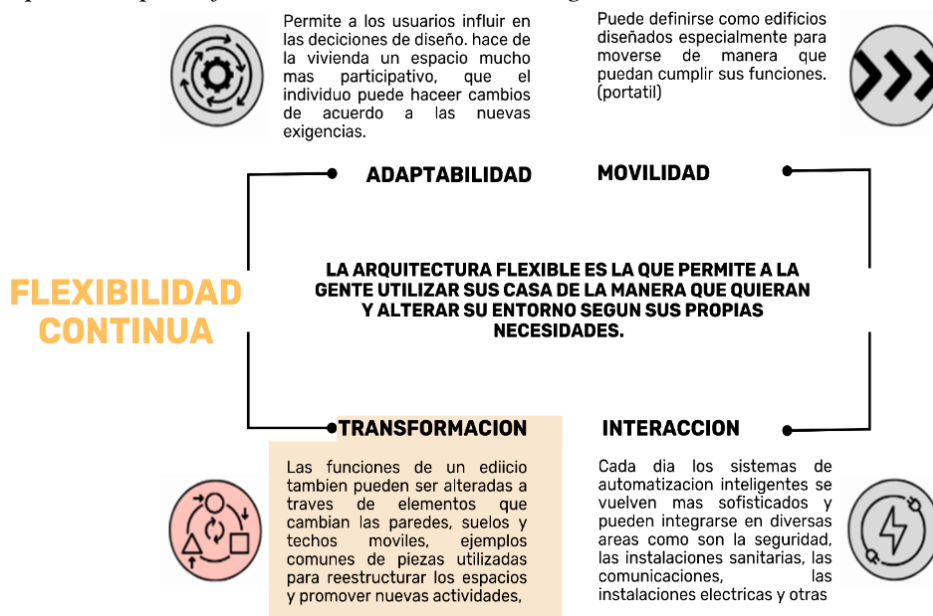 Permite a los usuarios influir en
las deciciones de diseño. hace de
la vivienda un espacio mucho
mas participativo, que el
individuo puede haceer cambios
de acuerdo a las nuevas
exigencias.
Puede definirse como edificios
diseñados especialmente para
moverse de manera que
puedan cumplir sus funciones.
(portatil)
ADAPTABILIDAD
MOVILIDAD
FLEXIBILIDAD
CONTINUA
LA ARQUITECTURA FLEXIBLE ES LA QUE PERMITE A LA
GENTE UTILIZAR SUS CASA DE LA MANERA QUE QUIERAN
Y ALTERAR SU ENTORNO SEGUN SUS PROPIAS
NECESIDADES.
TRANSFORMACION
INTERACCION
Las funciones de un ediicio
tambien pueden ser alteradas a
traves de elementos que
cambian las paredes, suelos y
techos moviles, ejemplos
comunes de piezas utilizadas
para reestructurar los espacios
y promover nuevas actividades,
Cada dia los sistemas de
automatizacion inteligentes se
vuelven mas sofisticados y
pueden integrarse en diversas
areas como son la seguridad,
las instalaciones sanitarias, las
comunicaciones, las
instalaciones electricas y otras